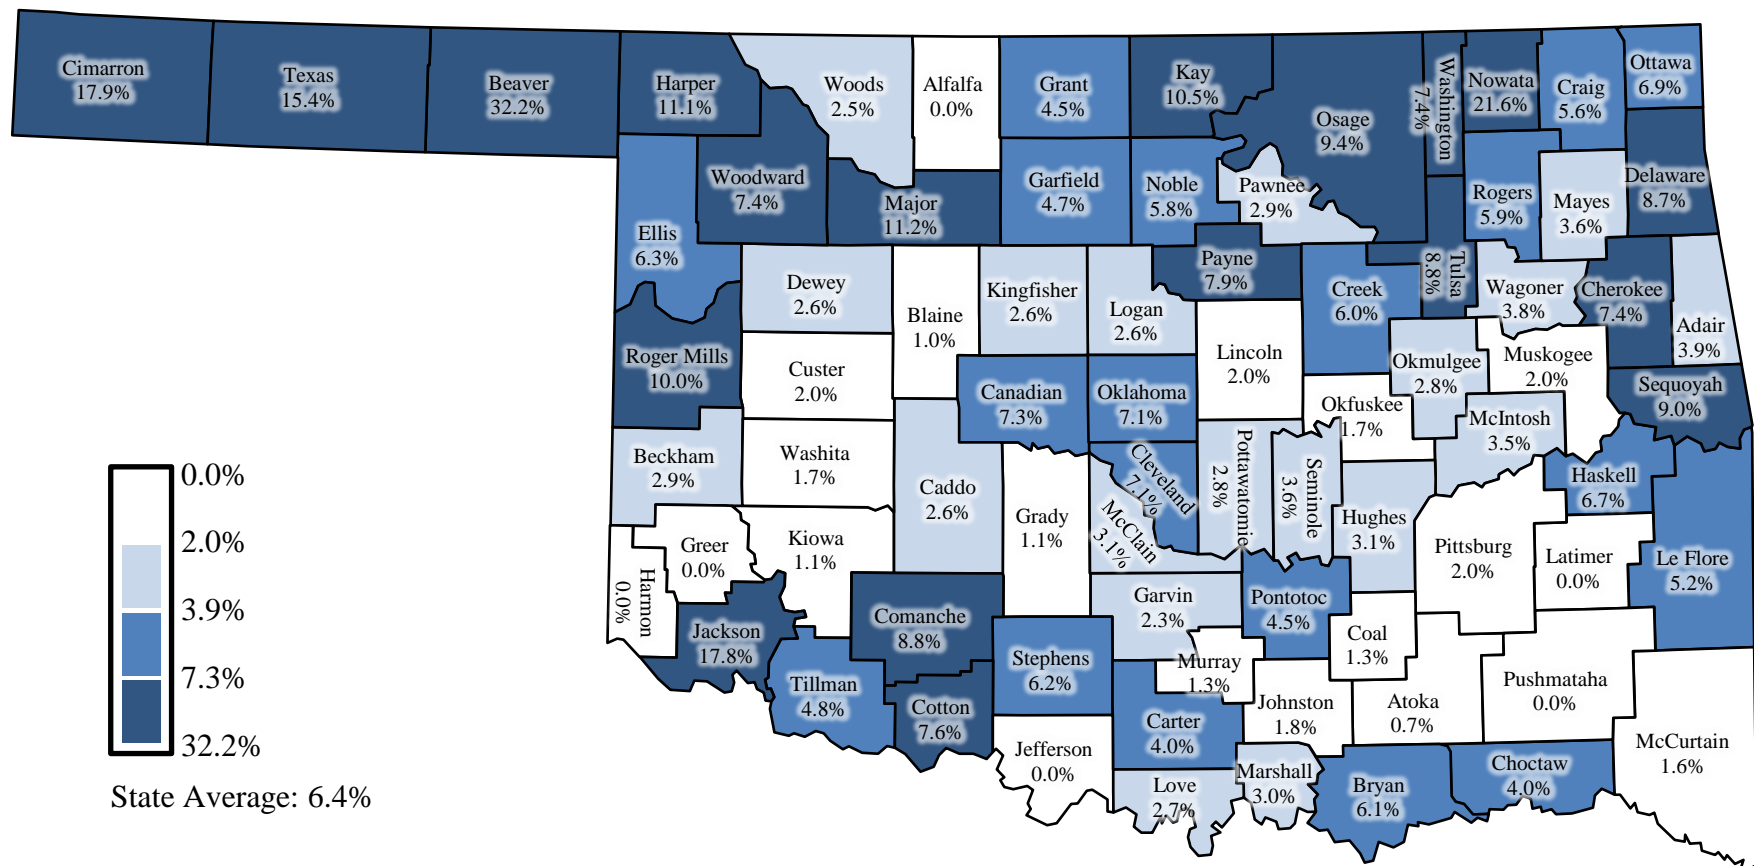 Cimarron
17.9%
Texas
15.4%
Beaver
32.2%
Harper
11.1%
Woods
2.5%
Alfalfa
0.0%
Grant
4.5%
Kay
10.5%
Osage
9.4%
Washington
7.4%
Nowata
21.6%
Craig
5.6%
Ottawa
6.9%
Woodward
7.4%
Major
11.2%
Garfield
4.7%
Noble
5.8%
Pawnee
2.9%
Rogers
5.9%
Mayes
3.6%
Delaware
8.7%
Ellis
6.3%
Dewey
2.6%
Blaine
1.0%
Kingfisher
2.6%
Logan
2.6%
Payne
7.9%
Creek
6.0%
Tulsa
8.8%
Wagoner
3.8%
Cherokee
7.4%
Adair
3.9%
Roger Mills
10.0%
Custer
2.0%
Canadian
7.3%
Oklahoma
7.1%
Lincoln
2.0%
Okfuskee
1.7%
Okmulgee
2.8%
Muskogee
2.0%
Sequoyah
9.0%
Beckham
2.9%
Washita
1.7%
Caddo
2.6%
Grady
1.1%
Cleveland
7.1%
McClain
3.1%
Pottawatomie
2.8%
Seminole
3.6%
Hughes
3.1%
McIntosh
3.5%
Haskell
6.7%
Harmon
0.0%
Greer
0.0%
Kiowa
1.1%
Pittsburg
2.0%
Latimer
0.0%
Le Flore
5.2%
Jackson
17.8%
Comanche
8.8%
Garvin
2.3%
Pontotoc
4.5%
Coal
1.3%
Tillman
4.8%
Cotton
7.6%
Stephens
6.2%
Murray
1.3%
Johnston
1.8%
Atoka
0.7%
Pushmataha
0.0%
Jefferson
0.0%
Carter
4.0%
Love
2.7%
Marshall
3.0%
Bryan
6.1%
Choctaw
4.0%
McCurtain
1.6%
0.0%
2.0%
3.9%
7.3%
32.2%
State Average: 6.4%